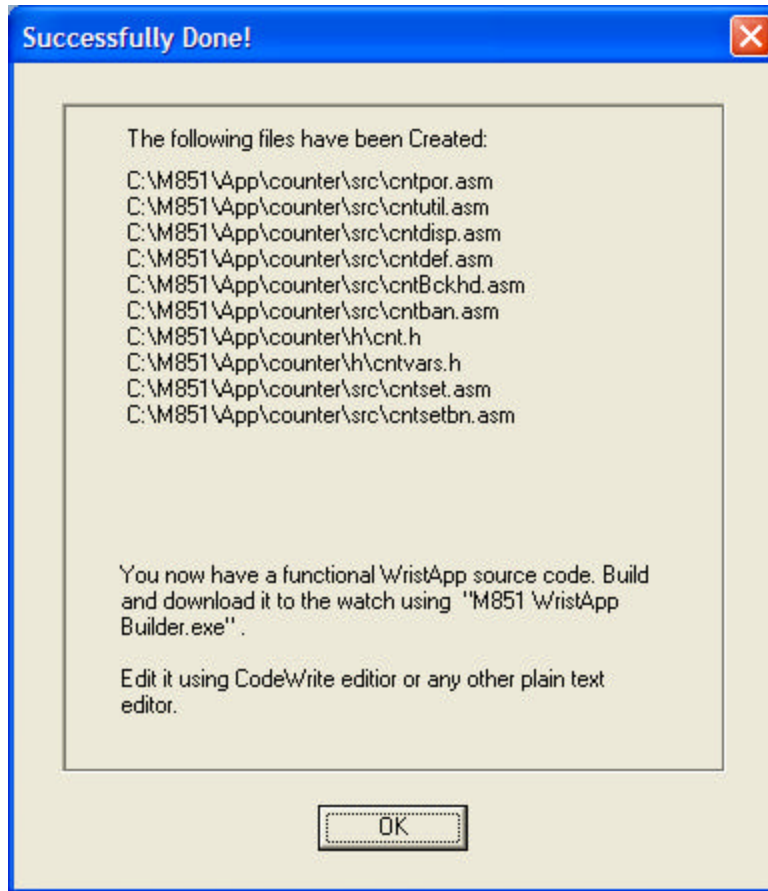 Successfully Done!
The following files have been Created:
C:\M851\App\counter\src\cntpor.asm
C:\M851\App\counter\src\cntutil.asm
C:\M851\App\counter\src\cntdisp.asm
C:\M851\App\counter\src\cntdef.asm
C:\M851\App\counter\src\cntBckhd.asm
C:\M851\App\counter\src\cntban.asm
C:\M851\App\counter\h\cnt.h
C:\M851\App\counter\h\cntvars.h
C:\M851\App\counter\src\cntset.asm
C:\M851\App\counter\src\cntsetbn.asm
You now have a functional WristApp source code. Build
and download it to the watch using  "M851 WristApp
Builder.exe" .
Edit it using CodeWrite editior or any other plain text
editor.
OK